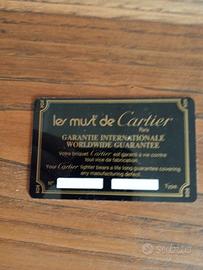 les must de Cartier
Paris
GARANTIE INTERNATIONALE
WORLDWIDE GUARANTEE
Votre briquet Cartier est garanti à vie contre
tout vice de fabrication.
Your Cartier lighter bears a life long guarantee covering
any manufacturing defect.
N° Type
subito